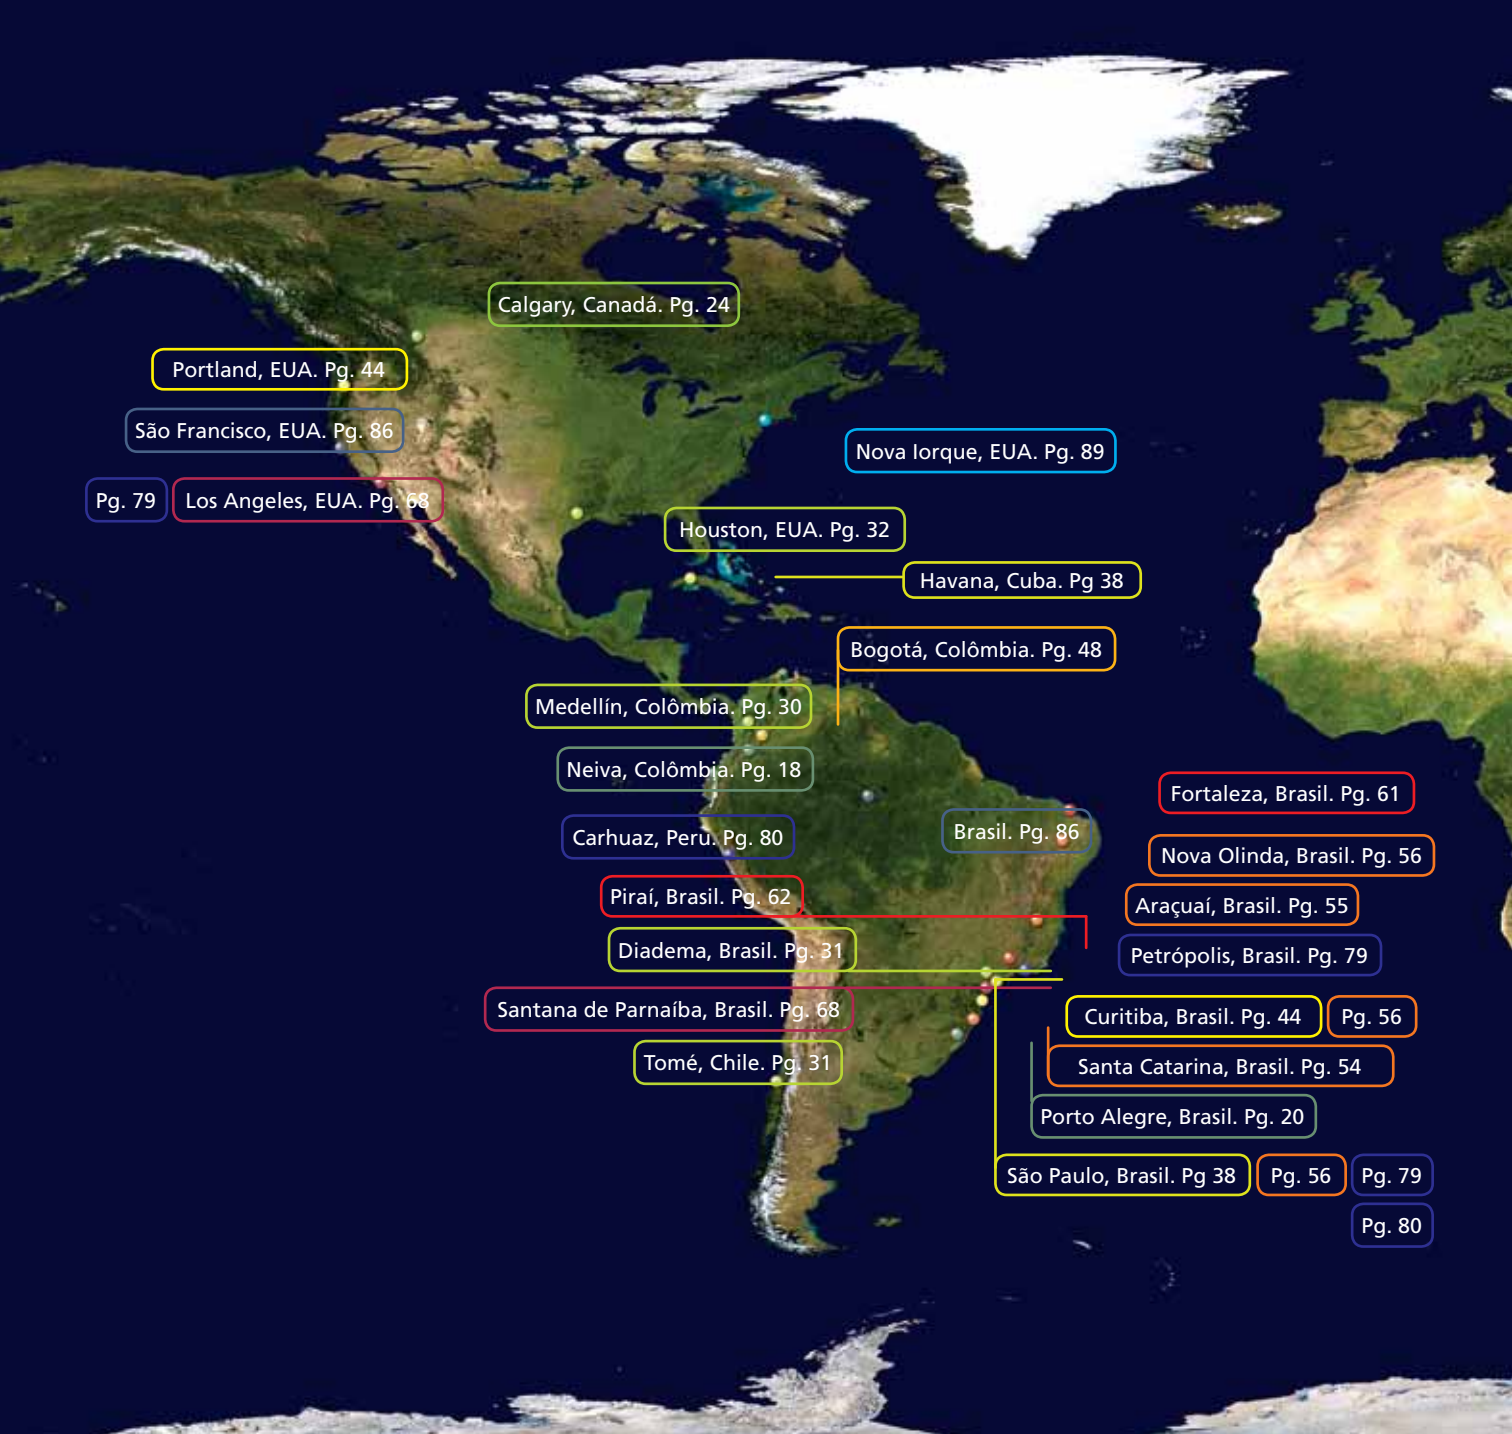 Calgary, Canadá. Pg. 24
Portland, EUA. Pg. 44
São Francisco, EUA. Pg. 86
Nova Iorque, EUA. Pg. 89
Pg. 79
Los Angeles, EUA. Pg. 68
Houston, EUA. Pg. 32
Havana, Cuba. Pg 38
Bogotá, Colômbia. Pg. 48
Medellín, Colômbia. Pg. 30
Neiva, Colômbia. Pg. 18
Fortaleza, Brasil. Pg. 61
Carhuaz, Peru. Pg. 80
Brasil. Pg. 86
Nova Olinda, Brasil. Pg. 56
Piraí, Brasil. Pg. 62
Araçuaí, Brasil. Pg. 55
Diadema, Brasil. Pg. 31
Petrópolis, Brasil. Pg. 79
Santana de Parnaíba, Brasil. Pg. 68
Curitiba, Brasil. Pg. 44
Pg. 56
Tomé, Chile. Pg. 31
Santa Catarina, Brasil. Pg. 54
Porto Alegre, Brasil. Pg. 20
São Paulo, Brasil. Pg 38
Pg. 56
Pg. 79
Pg. 80